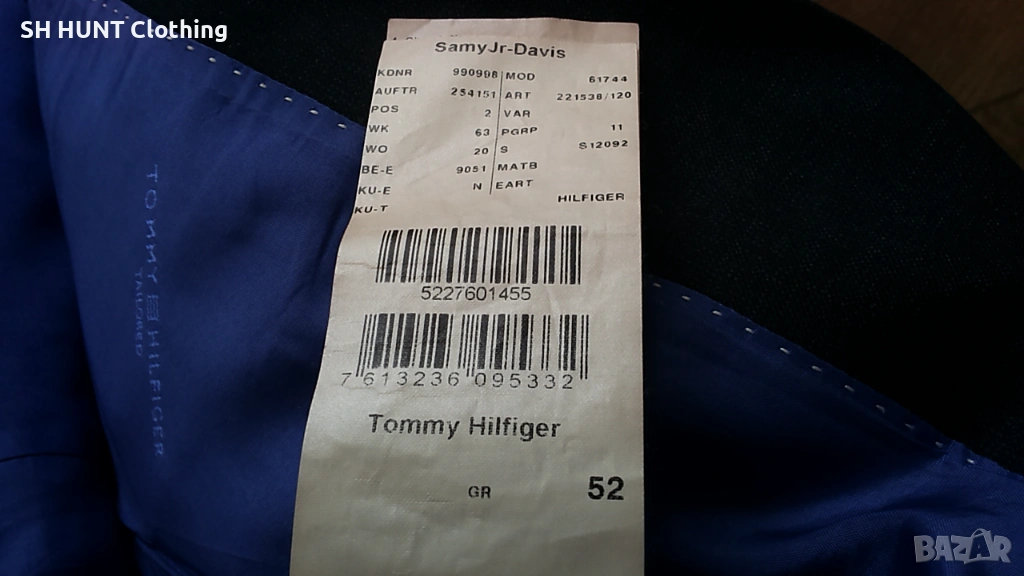 SH HUNT Clothing
SamyJr-Davis
KDNR 990998 MOD 61744
AUFTR 254151 ART 221538/120
POS 2 VAR
WK 63 PGRP 11
WO 20 S S12092
BE-E 9051 MATB
KU-E N EART
KU-T HILFIGER
5227601455
7 613236 095332
Tommy Hilfiger
GR 52
TOMMY HILFIGER
TAILORED
BAZAR